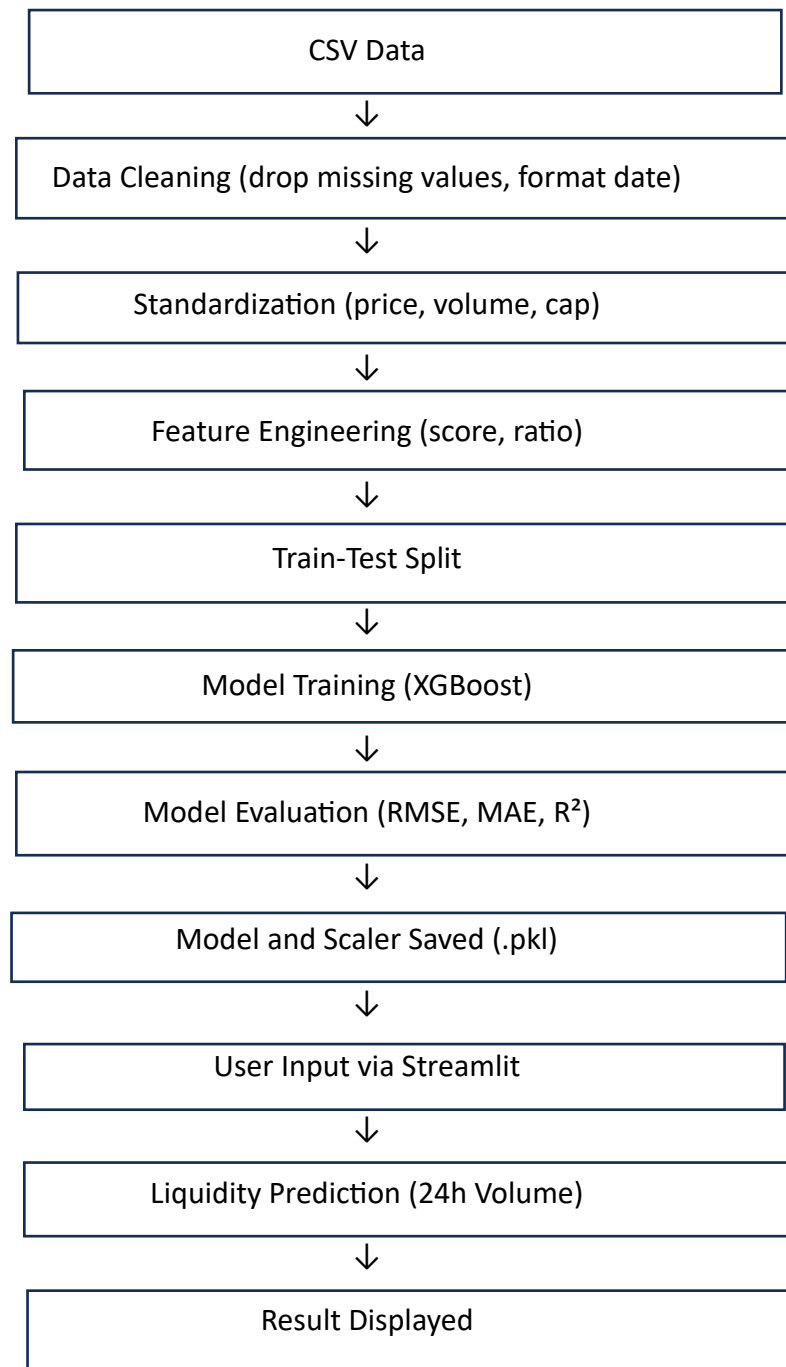 CSV Data
↓
Data Cleaning (drop missing values, format date)
↓
Standardization (price, volume, cap)
↓
Feature Engineering (score, ratio)
↓
Train-Test Split
↓
Model Training (XGBoost)
↓
Model Evaluation (RMSE, MAE, R²)
↓
Model and Scaler Saved (.pkl)
↓
User Input via Streamlit
↓
Liquidity Prediction (24h Volume)
↓
Result Displayed